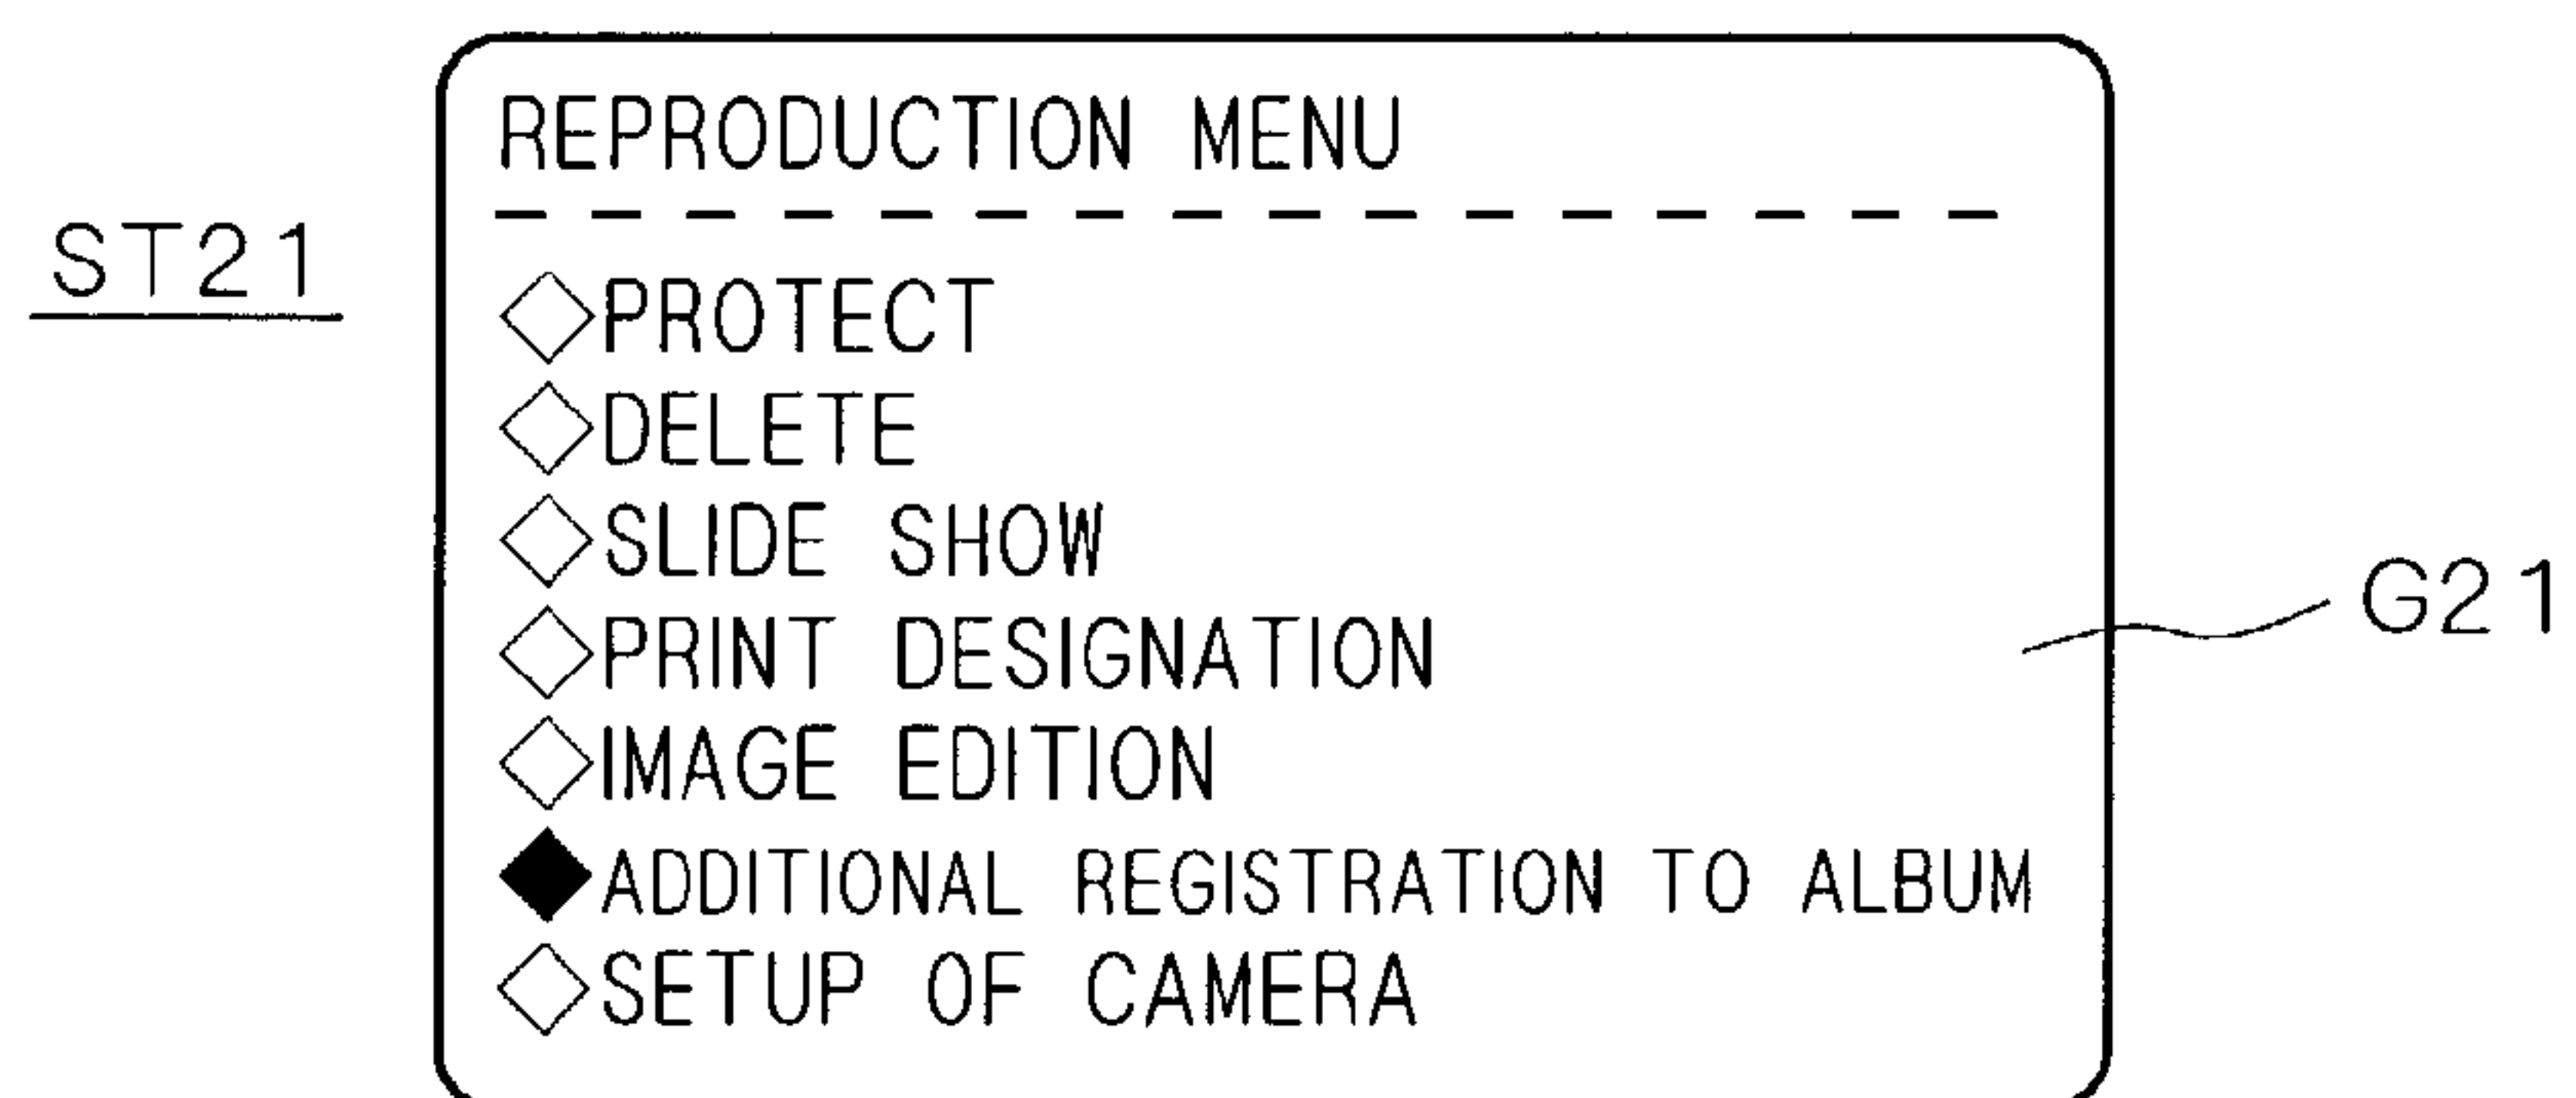 REPRODUCTION MENU
ST21
◇PROTECT
◇DELETE
◇SLIDE SHOW
◇PRINT DESIGNATION
G21
◇IMAGE EDITION
◆ADDITIONAL REGISTRATION TO ALBUM
◇SETUP OF CAMERA